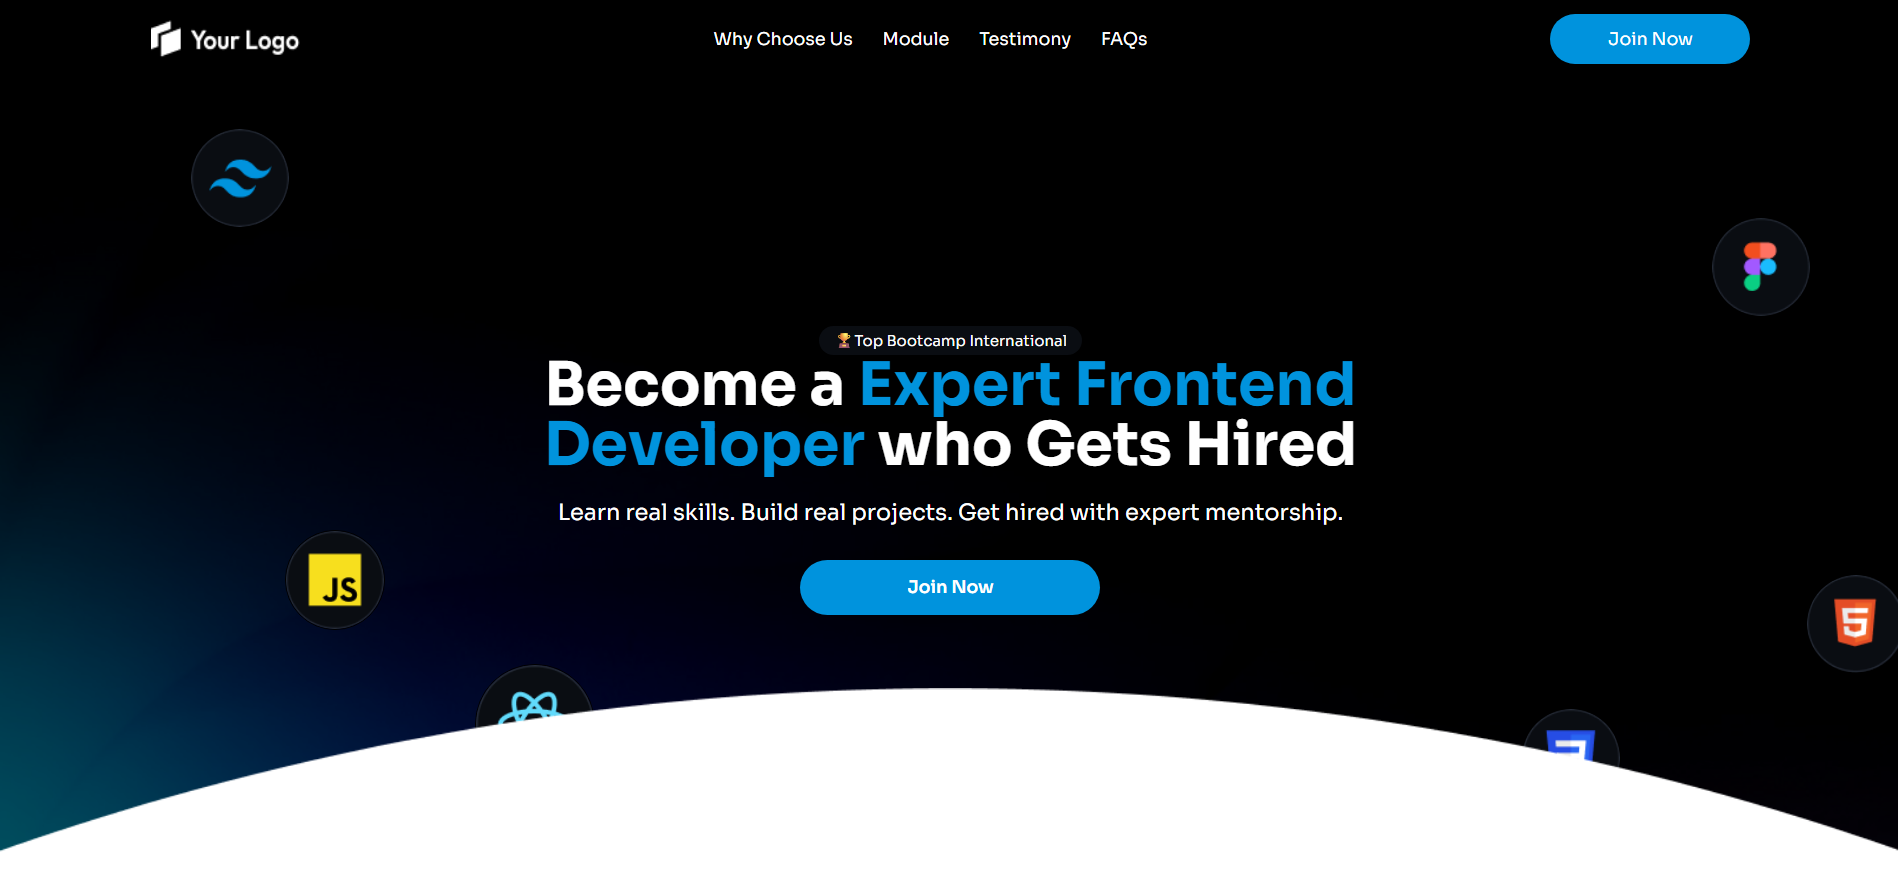 Your Logo
Why Choose Us
Module
Testimony
FAQs
Join Now
🏆 Top Bootcamp International
Become a Expert Frontend
Developer who Gets Hired
Learn real skills. Build real projects. Get hired with expert mentorship.
JS
Join Now
5